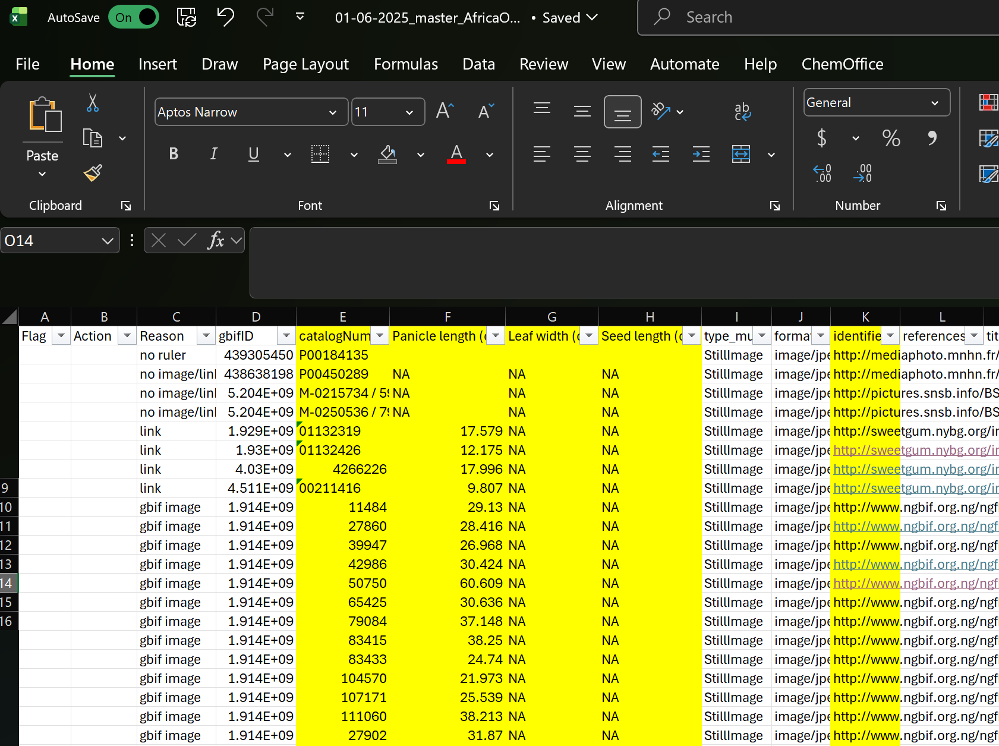 AutoSave On 01-06-2025_master_AfricaO... • Saved Search
File Home Insert Draw Page Layout Formulas Data Review View Automate Help ChemOffice
Aptos Narrow 11 General
Paste
Clipboard Font Alignment Number
O14 fx
A B C D E F G H I J K L
Flag Action Reason gbifID catalogNum Panicle length ( Leaf width ( Seed length ( type_mu format identifie references tit
no ruler 439305450 P00184135 StillImage image/jpe http://mediaphoto.mnhn.fr/
no image/linl 438638198 P00450289 NA NA NA StillImage image/jpe http://mediaphoto.mnhn.fr/
no image/linl 5.204E+09 M-0215734 / 59 NA NA NA StillImage image/jpe http://pictures.snsb.info/BS
no image/linl 5.204E+09 M-0250536 / 79 NA NA NA StillImage image/jpe http://pictures.snsb.info/BS
link 1.929E+09 01132319 17.579 NA NA StillImage image/jpe http://sweetgum.nybg.org/ir
link 1.93E+09 01132426 12.175 NA NA StillImage image/jpe http://sweetgum.nybg.org/in
link 4.03E+09 4266226 17.996 NA NA StillImage image/jpe http://sweetgum.nybg.org/ir
9 link 4.511E+09 00211416 9.807 NA NA StillImage image/jpe http://sweetgum.nybg.org/ir
10 gbif image 1.914E+09 11484 29.13 NA NA StillImage image/jpe http://www.ngbif.org.ng/ngf
11 gbif image 1.914E+09 27860 28.416 NA NA StillImage image/jpe http://www.ngbif.org.ng/ngf
12 gbif image 1.914E+09 39947 26.968 NA NA StillImage image/jpe http://www.ngbif.org.ng/ngf
13 gbif image 1.914E+09 42986 30.424 NA NA StillImage image/jpe http://www.ngbif.org.ng/ngf
14 gbif image 1.914E+09 50750 60.609 NA NA StillImage image/jpe http://www.ngbif.org.ng/ngf
15 gbif image 1.914E+09 65425 30.636 NA NA StillImage image/jpe http://www.ngbif.org.ng/ngf
16 gbif image 1.914E+09 79084 37.148 NA NA StillImage image/jpe http://www.ngbif.org.ng/ngf
gbif image 1.914E+09 83415 38.25 NA NA StillImage image/jpe http://www.ngbif.org.ng/ngf
gbif image 1.914E+09 83433 24.74 NA NA StillImage image/jpe http://www.ngbif.org.ng/ngf
gbif image 1.914E+09 104570 21.973 NA NA StillImage image/jpe http://www.ngbif.org.ng/ngf
gbif image 1.914E+09 107171 25.539 NA NA StillImage image/jpe http://www.ngbif.org.ng/ngf
gbif image 1.914E+09 111060 38.213 NA NA StillImage image/jpe http://www.ngbif.org.ng/ngf
gbif image 1.914E+09 27902 31.87 NA NA StillImage image/jpe http://www.ngbif.org.ng/ngf